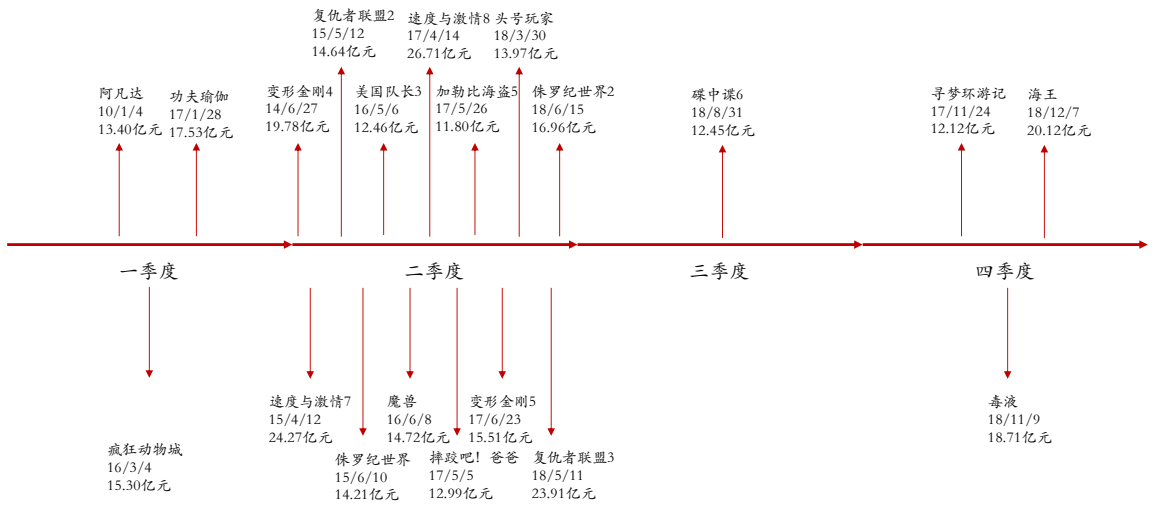 复仇者联盟2
15/5/12
14.64亿元
速度与激情8
17/4/14
26.71亿元
头号玩家
18/3/30
13.97亿元
阿凡达
10/1/4
13.40亿元
功夫瑜伽
17/1/28
17.53亿元
变形金刚4
14/6/27
19.78亿元
美国队长3
16/5/6
12.46亿元
加勒比海盗5
17/5/26
11.80亿元
侏罗纪世界2
18/6/15
16.96亿元
碟中谍6
18/8/31
12.45亿元
寻梦环游记
17/11/24
12.12亿元
海王
18/12/7
20.12亿元
一季度
二季度
三季度
四季度
疯狂动物城
16/3/4
15.30亿元
速度与激情7
15/4/12
24.27亿元
侏罗纪世界
15/6/10
14.21亿元
魔兽
16/6/8
14.72亿元
摔跤吧！爸爸
17/5/5
12.99亿元
变形金刚5
17/6/23
15.51亿元
复仇者联盟3
18/5/11
23.91亿元
毒液
18/11/9
18.71亿元